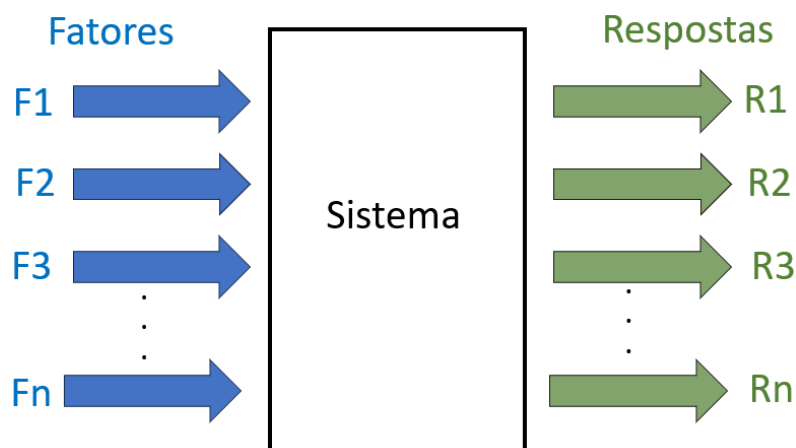 Fatores
Respostas
F1
R1
F2
R2
Sistema
F3
R3
Fn
Rn